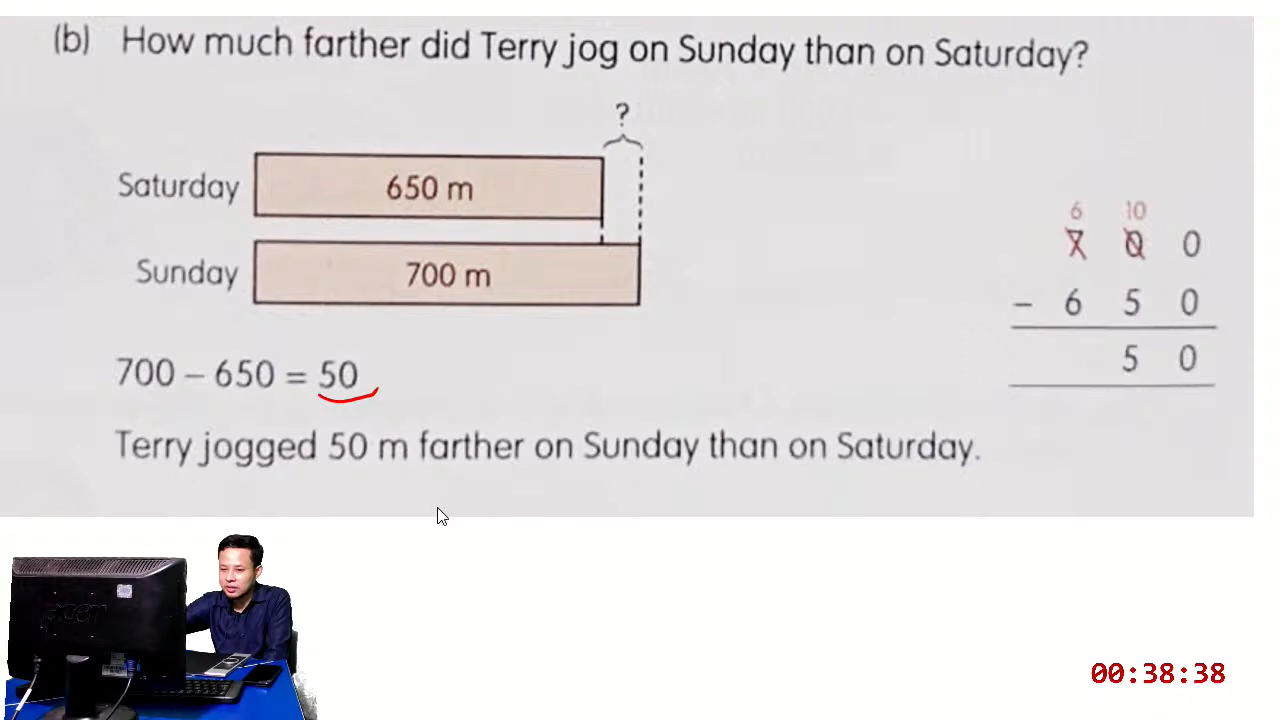 (b) How much farther did Terry jog on Sunday than on Saturday?
?
Saturday 650 m
Sunday 700 m
6 10
7 0 0
– 6 5 0
5 0
700 – 650 = 50
Terry jogged 50 m farther on Sunday than on Saturday.
acer
00:38:38